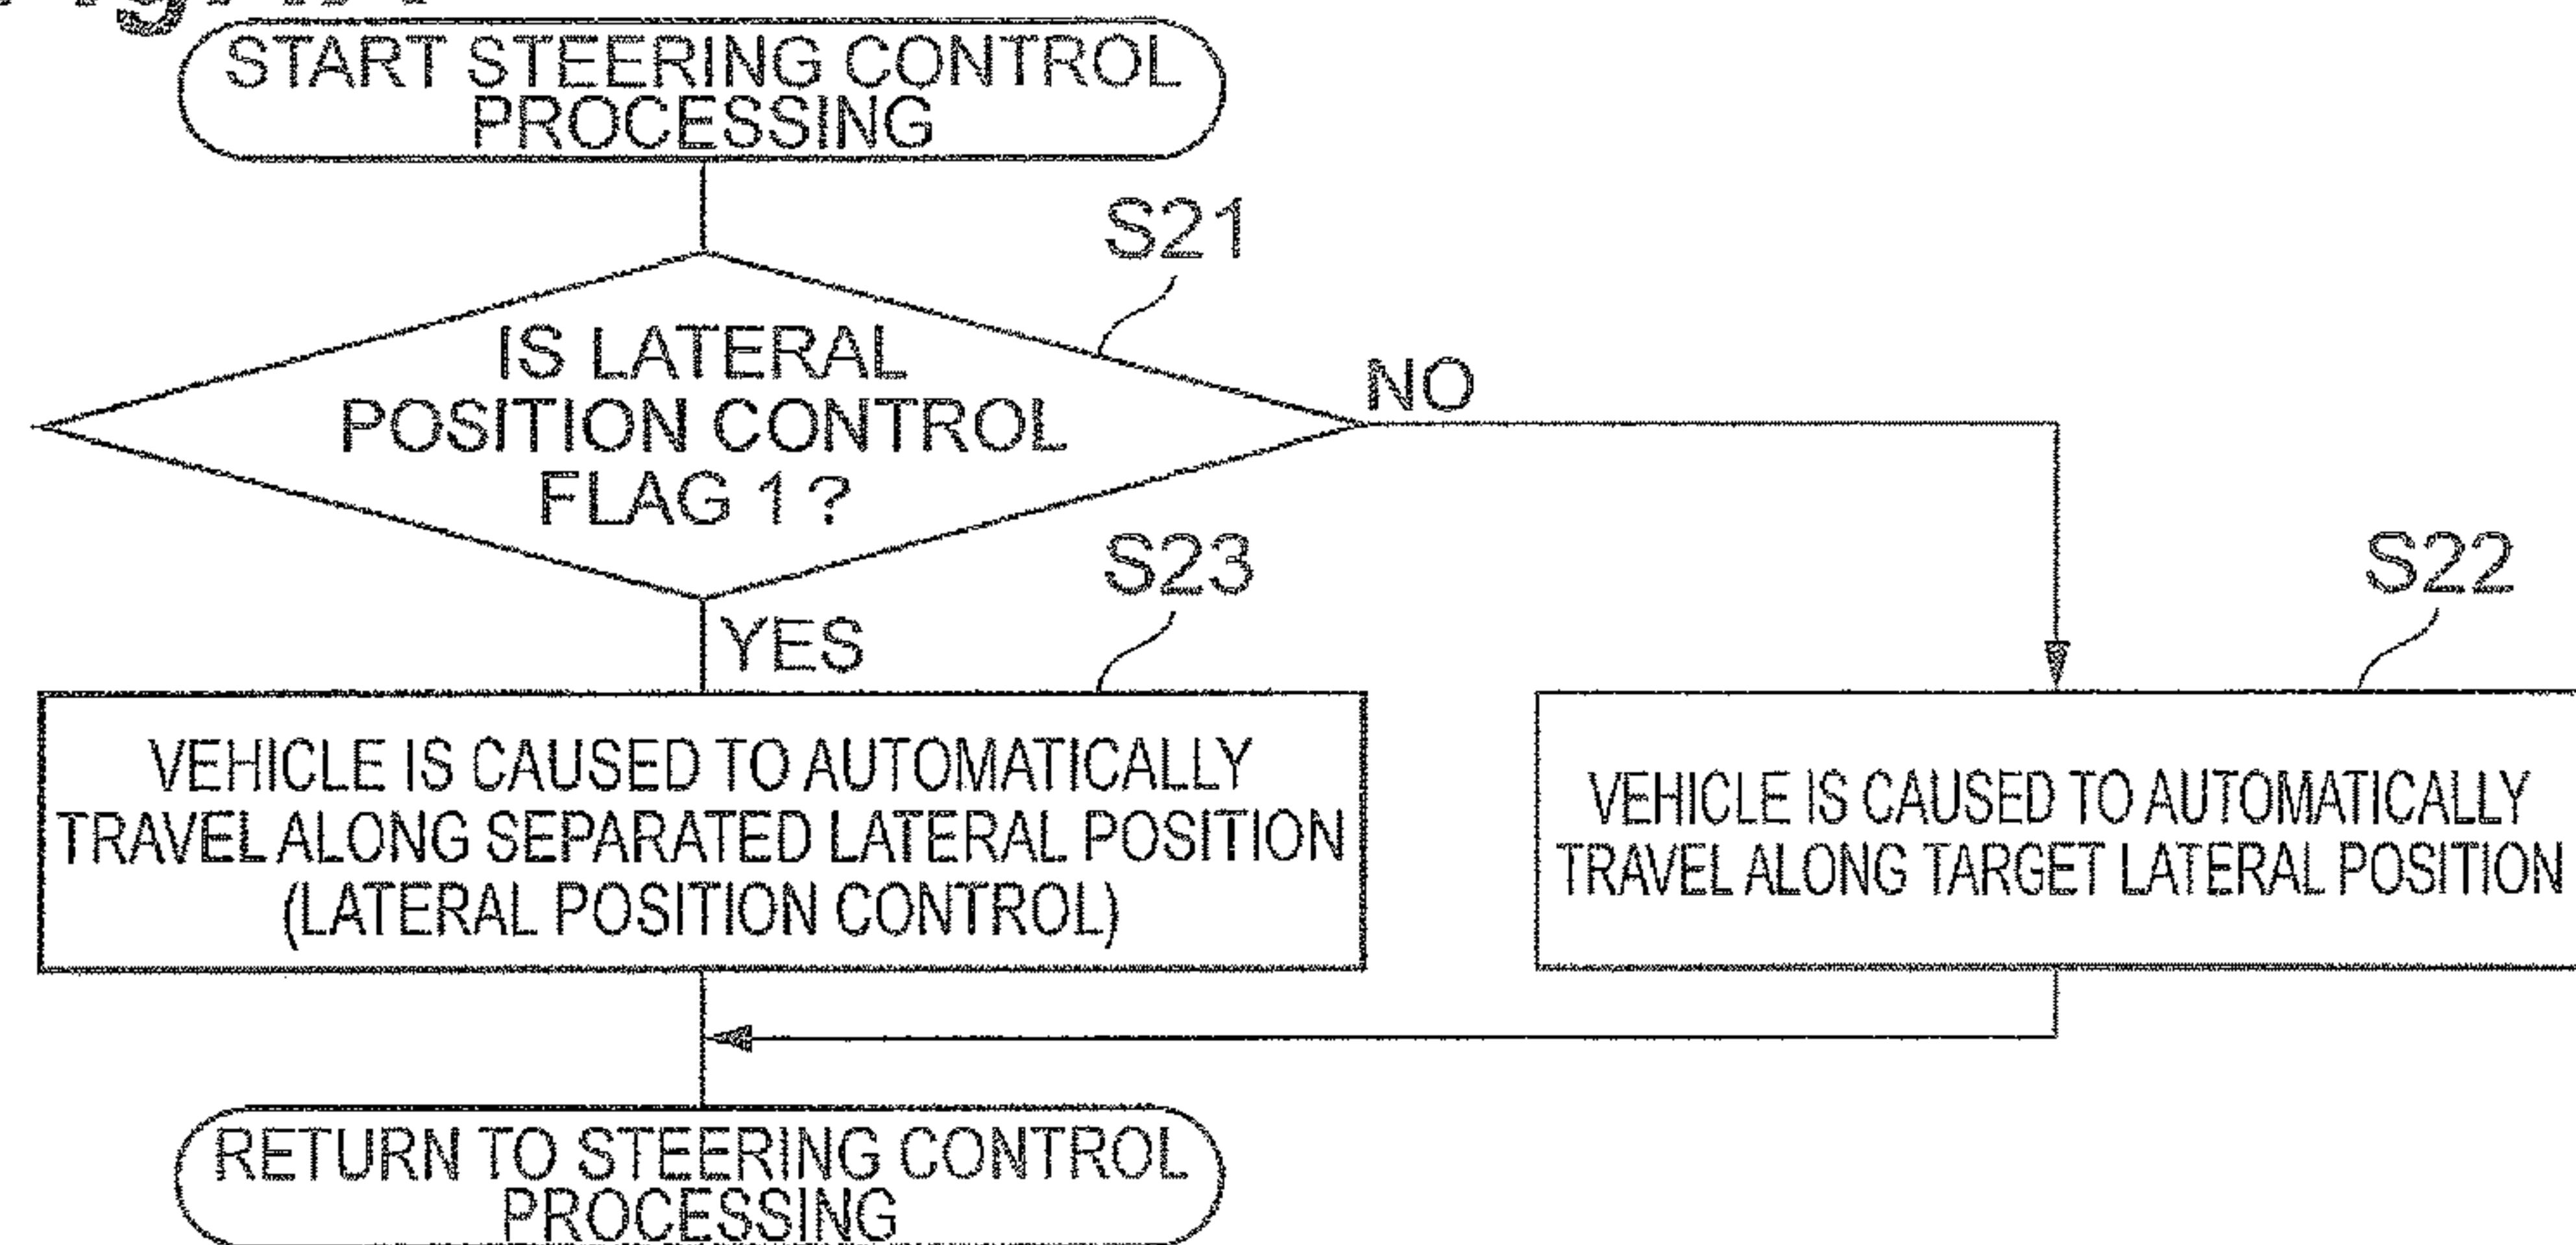 START STEERING CONTROL
PROCESSING
S21
IS LATERAL
POSITION CONTROL
FLAG 1 ?
NO
S23
S22
YES
VEHICLE IS CAUSED TO AUTOMATICALLY
TRAVEL ALONG SEPARATED LATERAL POSITION
(LATERAL POSITION CONTROL)
VEHICLE IS CAUSED TO AUTOMATICALLY
TRAVEL ALONG TARGET LATERAL POSITION
RETURN TO STEERING CONTROL
PROCESSING